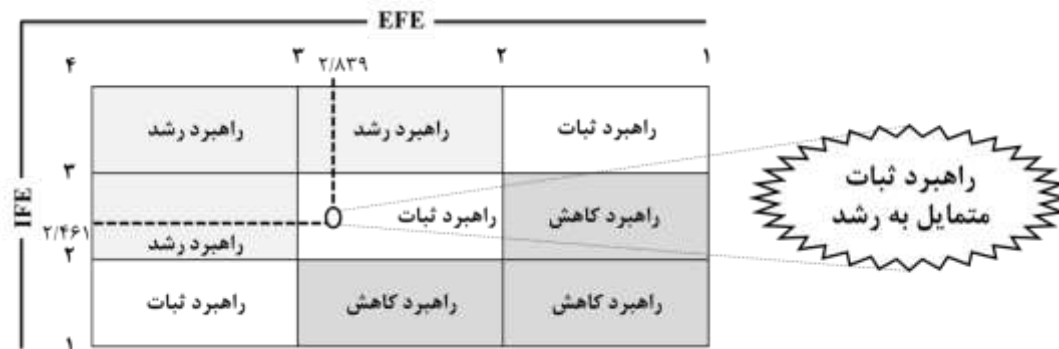 EFE
۴ ۳ ۲ ۱
۲/۸۳۹
راهبرد رشد
راهبرد رشد
راهبرد ثبات
۳
IFE
راهبرد ثبات
راهبرد کاهش
۲/۴۶۱
راهبرد رشد
۲
راهبرد ثبات
راهبرد کاهش
راهبرد کاهش
۱
راهبرد ثبات
متمایل به رشد